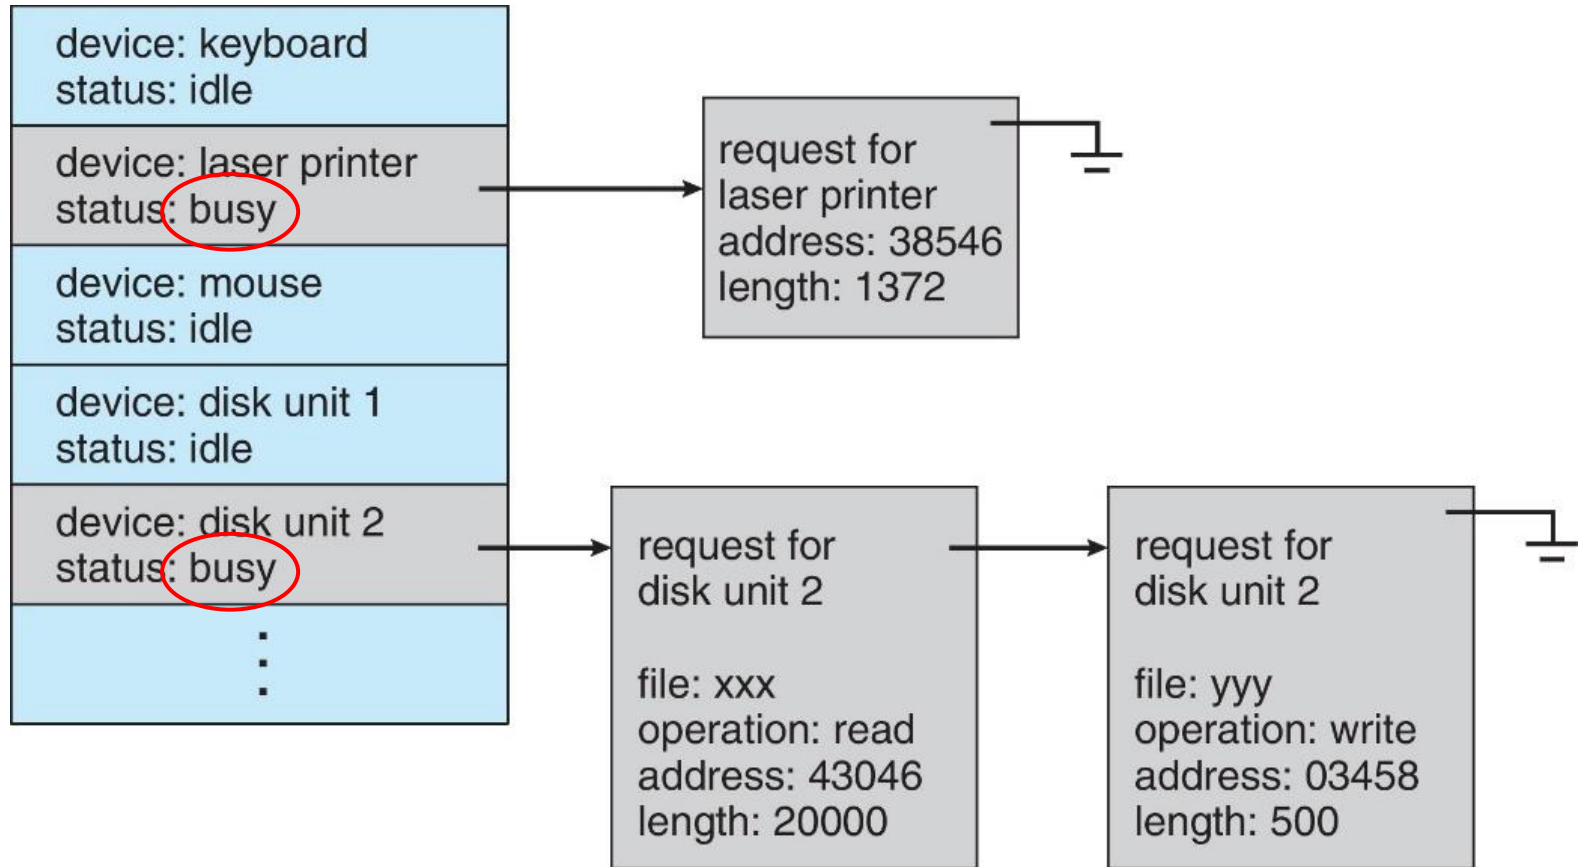 device: keyboard
status: idle
device: laser printer
status: busy
device: mouse
status: idle
device: disk unit 1
status: idle
device: disk unit 2
status: busy
request for
laser printer
address: 38546
length: 1372
request for
disk unit 2
file: xxx
operation: read
address: 43046
length: 20000
request for
disk unit 2
file: yyy
operation: write
address: 03458
length: 500